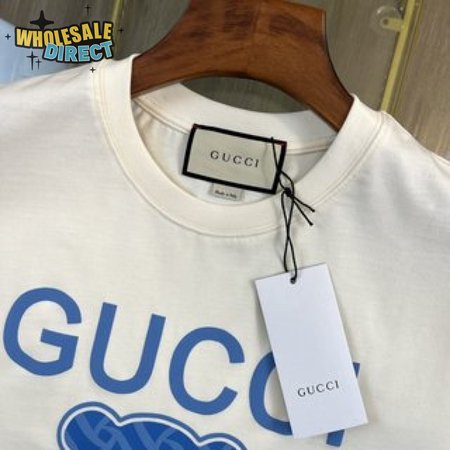 WHOLESALE
DIRECT
GUCCI
Made in Italy
GUCCI
GUCCI